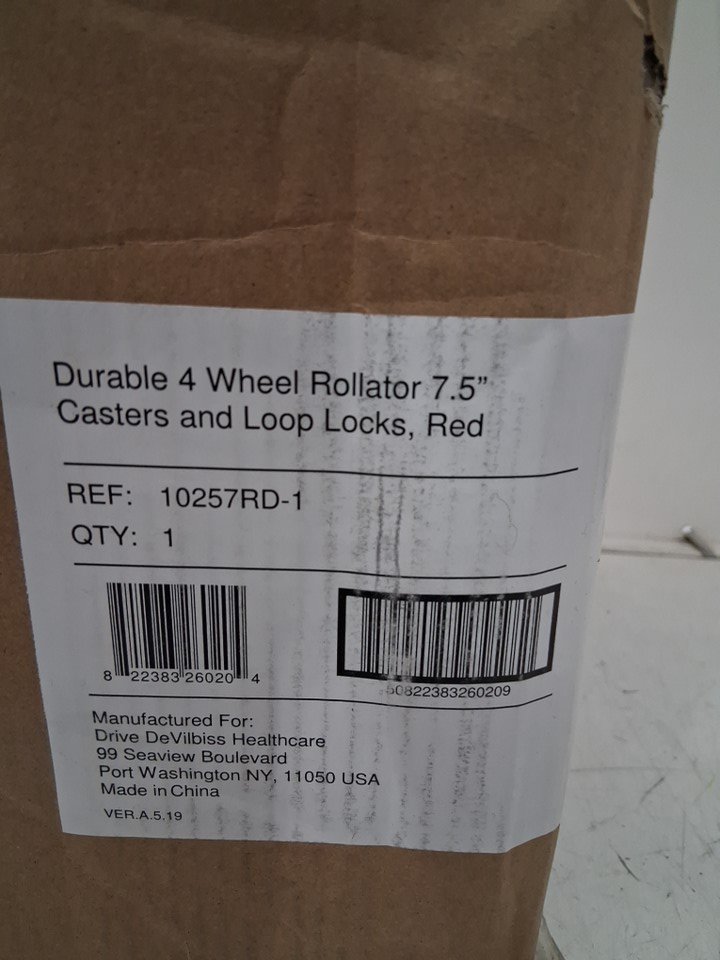 Durable 4 Wheel Rollator 7.5”
Casters and Loop Locks, Red
REF: 10257RD-1
QTY: 1
8 22383 26020 4
50822383260209
Manufactured For:
Drive DeVilbiss Healthcare
99 Seaview Boulevard
Port Washington NY, 11050 USA
Made in China
VER.A.5.19